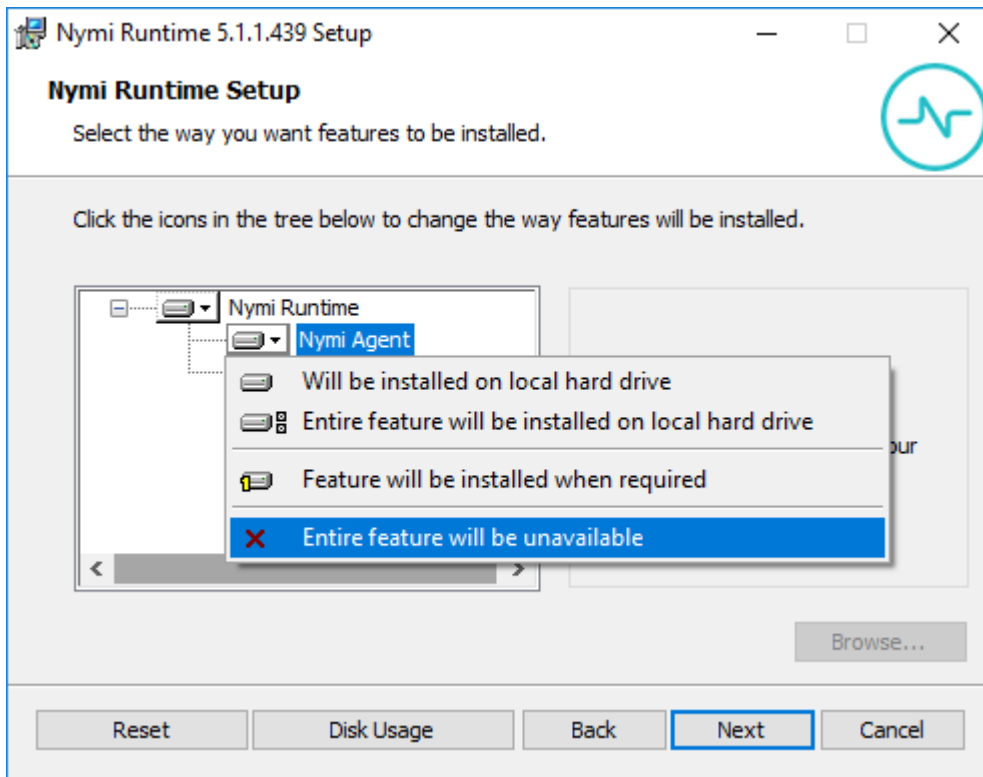 Nymi Runtime 5.1.1.439 Setup
Nymi Runtime Setup
Select the way you want features to be installed.
Click the icons in the tree below to change the way features will be installed.
Nymi Runtime
Nymi Agent
Will be installed on local hard drive
Entire feature will be installed on local hard drive
Feature will be installed when required
Entire feature will be unavailable
Browse...
Reset Disk Usage Back Next Cancel